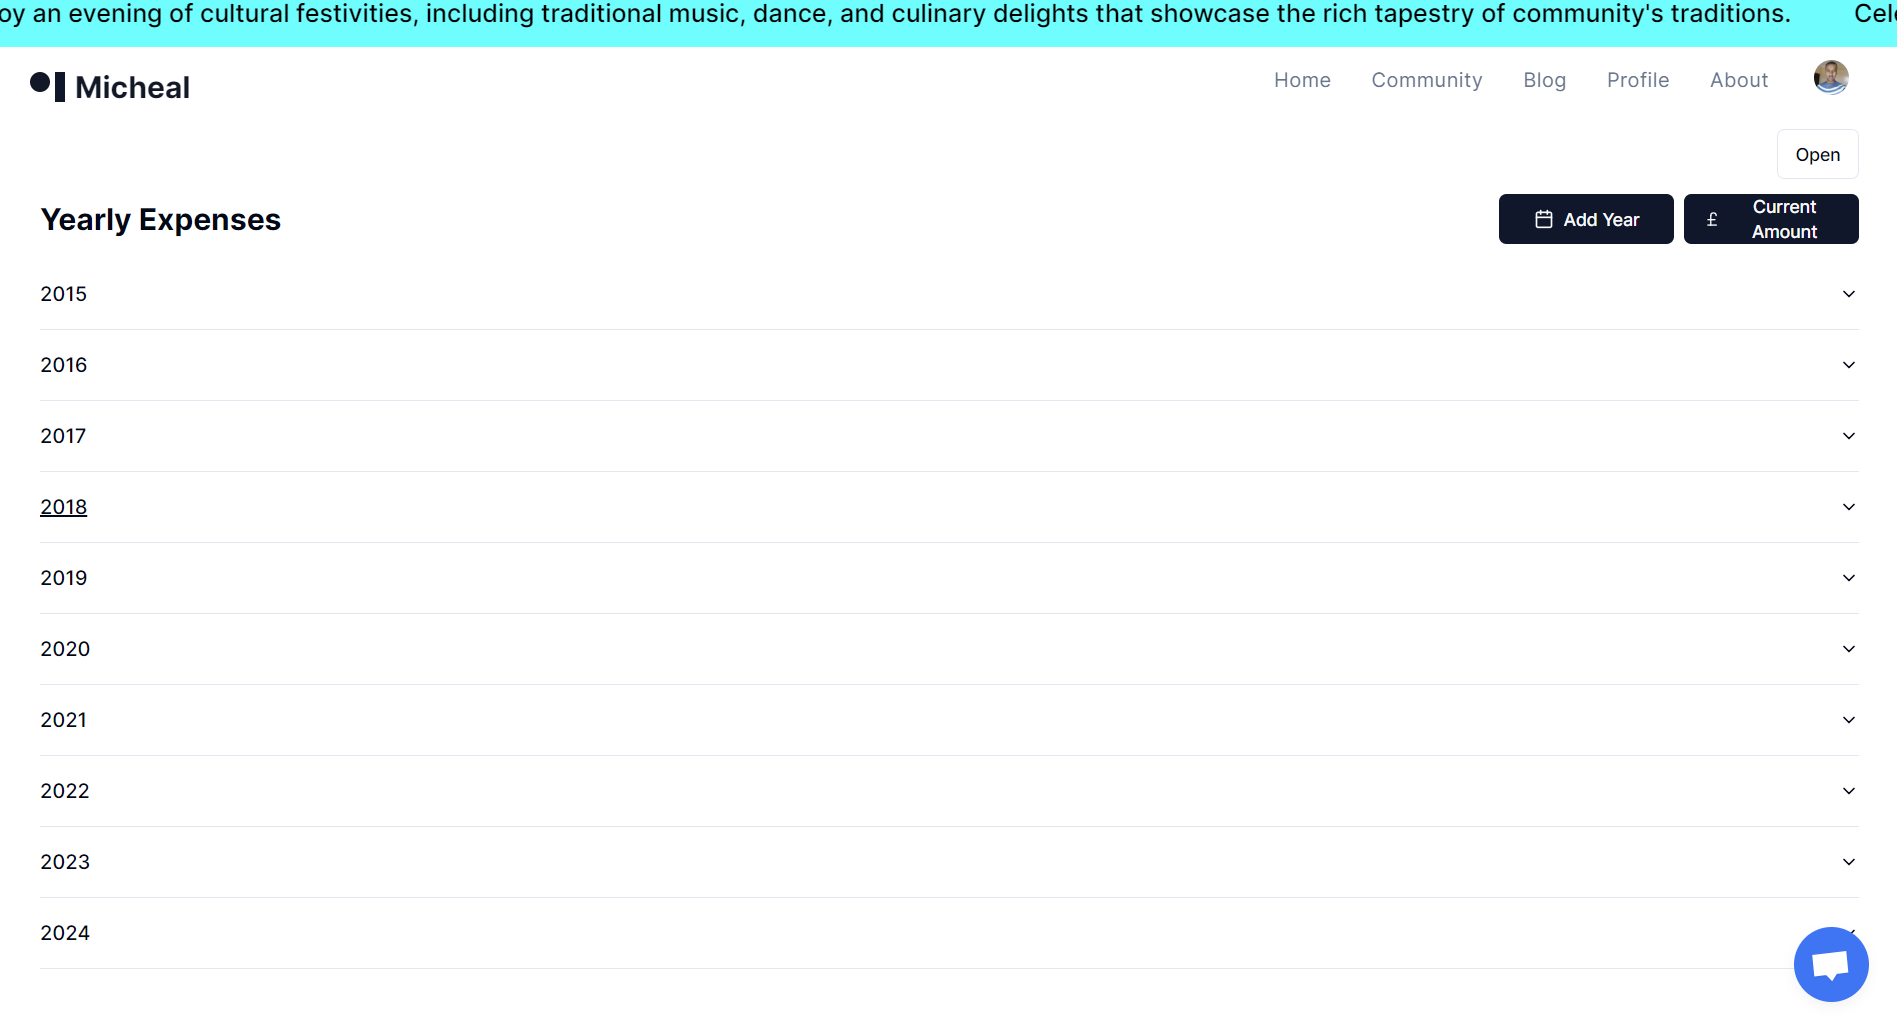 an evening of cultural festivities, including traditional music, dance, and culinary delights that showcase the rich tapestry of community's traditions.
Micheal
Home Community Blog Profile About
Open
Yearly Expenses
Add Year
£ Current Amount
2015
2016
2017
2018
2019
2020
2021
2022
2023
2024